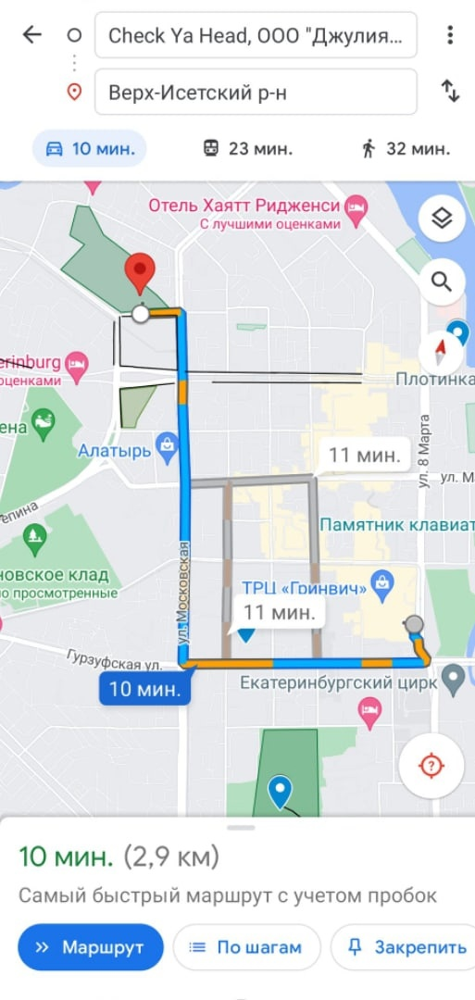 Check Ya Head, ООО "Джулия...
Верх-Исетский р-н
10 мин.
23 мин.
32 мин.
Отель Хаятт Ридженси
С лучшими оценками
erinburg
оценками
Плотинка
ена
Алатырь
11 мин.
ул. 8 Марта
ул. М
епина
Памятник клавиат
новское клад
о просмотренные
ул. Московская
ТРЦ «Гринвич»
11 мин.
Гурзуфская ул.
10 мин.
Екатеринбургский цирк
10 мин. (2,9 км)
Самый быстрый маршрут с учетом пробок
Маршрут
По шагам
Закрепить